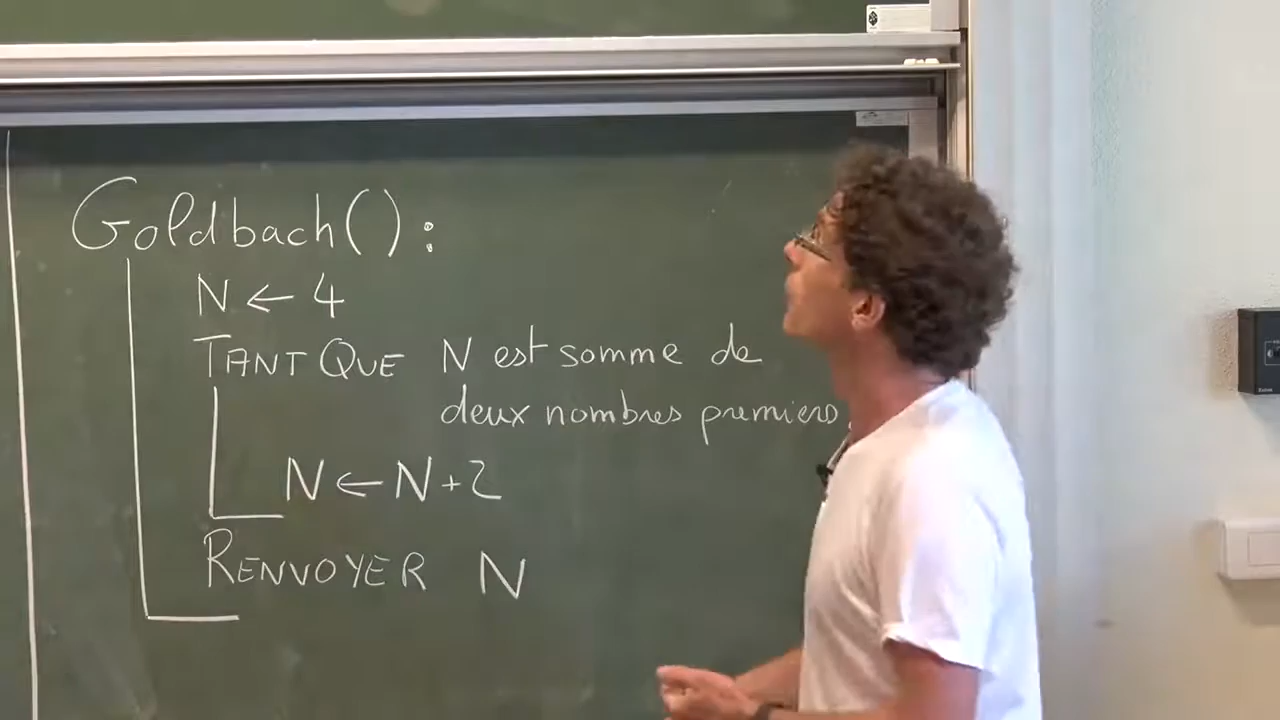 Goldbach():
N ← 4
TANT QUE N est somme de
deux nombres premiers
N ← N+2
RENVOYER N